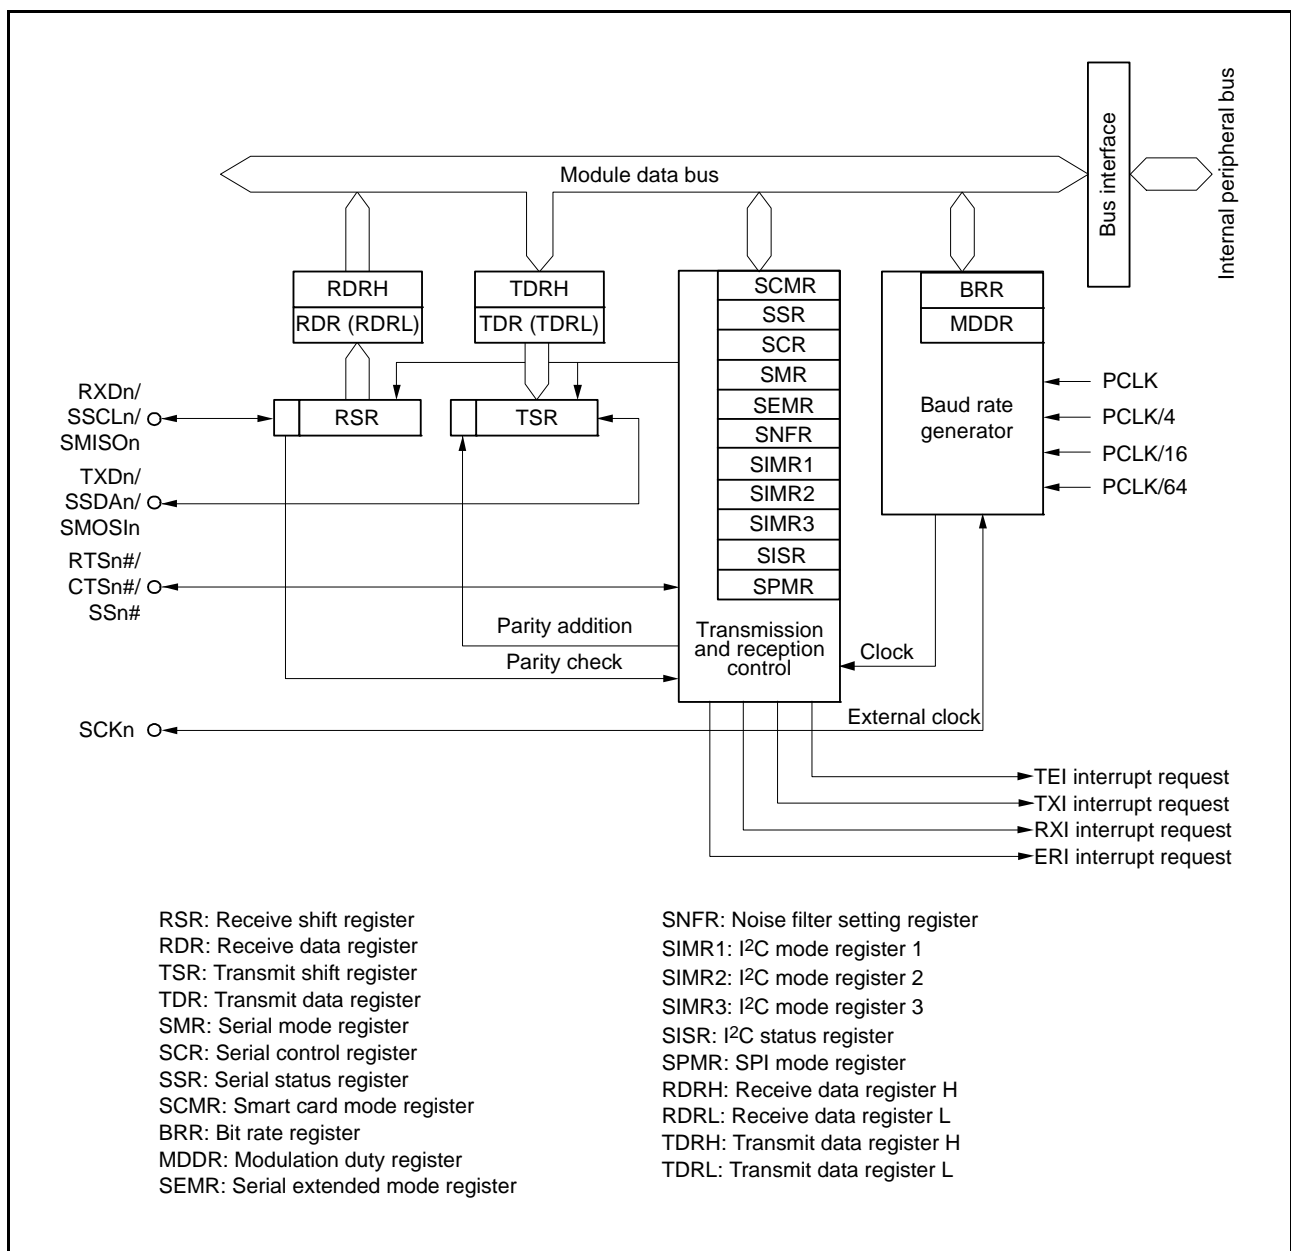 Module data bus
Bus interface
Internal peripheral bus
RDRH
RDR (RDRL)
TDRH
TDR (TDRL)
RSR
TSR
SCMR
SSR
SCR
SMR
SEMR
SNFR
SIMR1
SIMR2
SIMR3
SISR
SPMR
Transmission
and reception
control
BRR
MDDR
Baud rate
generator
PCLK
PCLK/4
PCLK/16
PCLK/64
RXDn/
SSCLn/
SMISOn
TXDn/
SSDAn/
SMOSIn
RTSn#/
CTSn#/
SSn#
Parity addition
Parity check
Clock
External clock
SCKn
TEI interrupt request
TXI interrupt request
RXI interrupt request
ERI interrupt request
RSR: Receive shift register
RDR: Receive data register
TSR: Transmit shift register
TDR: Transmit data register
SMR: Serial mode register
SCR: Serial control register
SSR: Serial status register
SCMR: Smart card mode register
BRR: Bit rate register
MDDR: Modulation duty register
SEMR: Serial extended mode register
SNFR: Noise filter setting register
SIMR1: I²C mode register 1
SIMR2: I²C mode register 2
SIMR3: I²C mode register 3
SISR: I²C status register
SPMR: SPI mode register
RDRH: Receive data register H
RDRL: Receive data register L
TDRH: Transmit data register H
TDRL: Transmit data register L